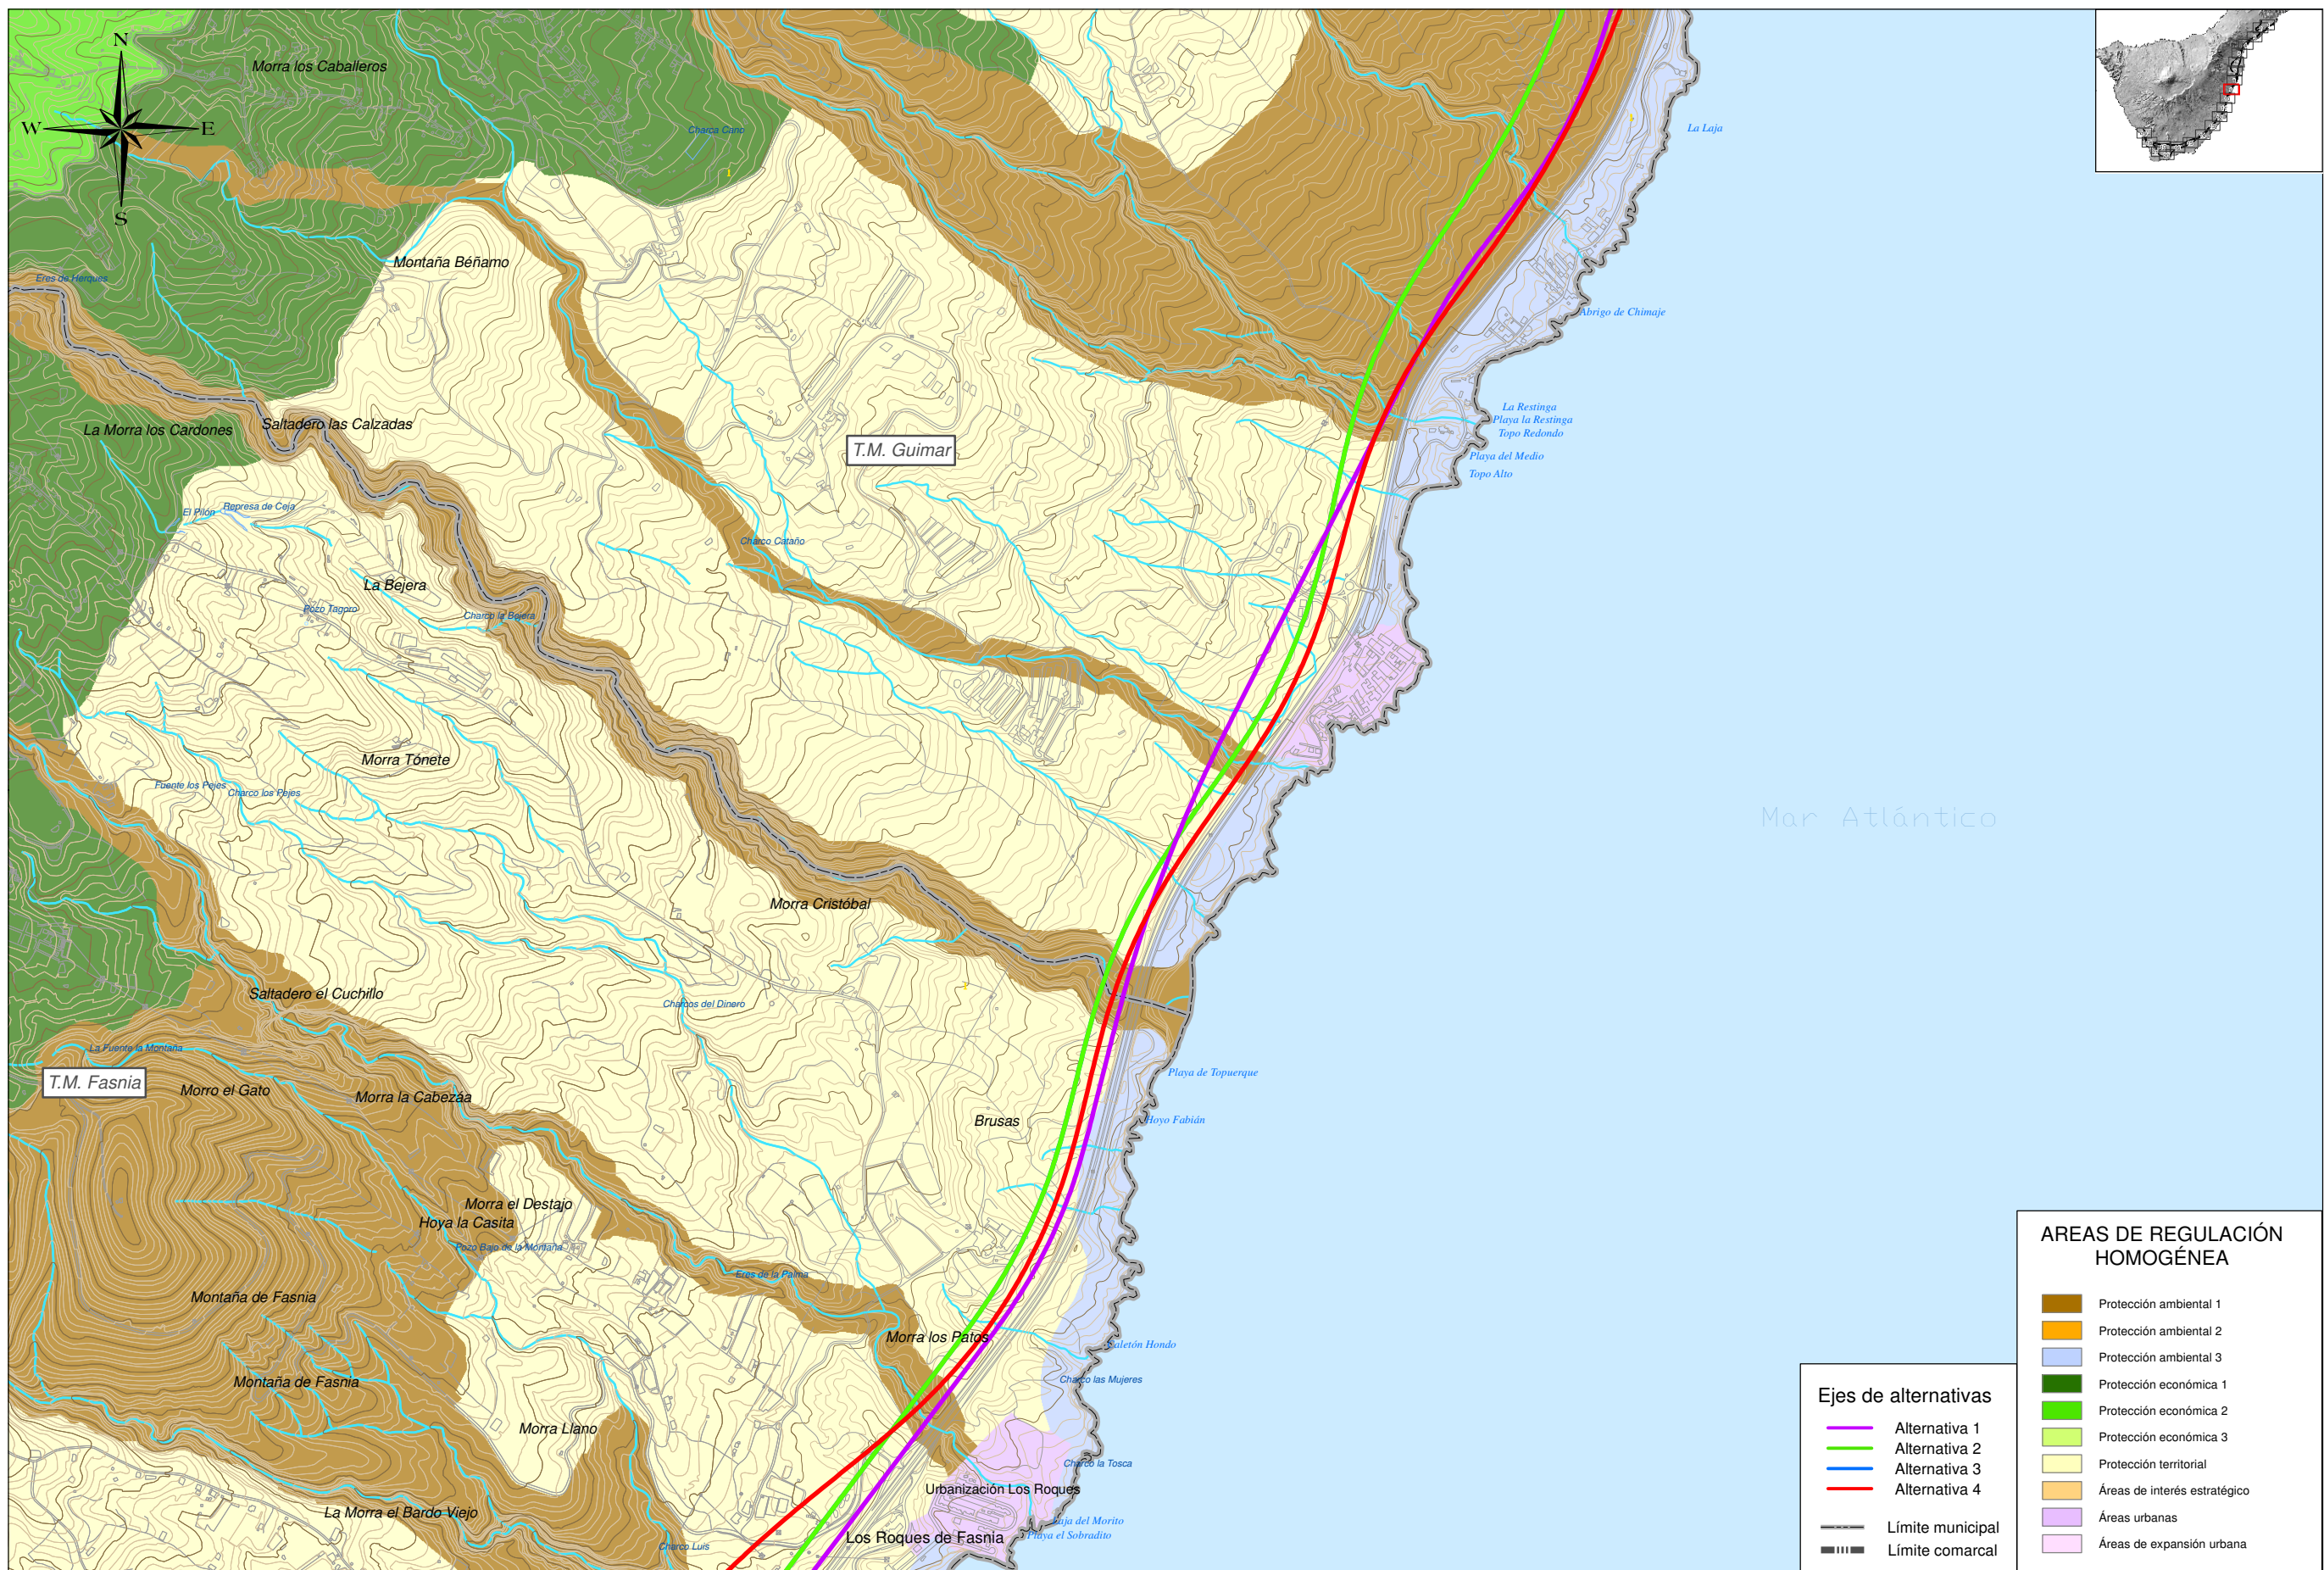 N
W
E
S
Morra los Caballeros
Charca Cano
La Laja
Eres de Herques
Montaña Béñamo
Abrigo de Chimaje
La Morra los Cardones
Saltadero las Calzadas
T.M. Guimar
La Restinga
Playa la Restinga
Topo Redondo
Playa del Medio
Topo Alto
El Pilón
Represa de Ceja
Charco Cataño
La Bejera
Pozo Tagoro
Charco la Bejera
Morra Tónete
Fuente los Pejes
Charco los Pejes
Mar Atlántico
Morra Cristóbal
Saltadero el Cuchillo
Charcos del Dinero
La Fuente la Montaña
T.M. Fasnia
Morro el Gato
Morra la Cabezáa
Playa de Topuerque
Brusas
Hoyo Fabián
Morra el Destajo
Hoya la Casita
Pozo Bajo de la Montaña
Eres de la Palma
Montaña de Fasnia
Morra los Patos
Caletón Hondo
Montaña de Fasnia
Charco las Mujeres
Morra Llano
Charco la Tosca
Urbanización Los Roques
La Morra el Bardo Viejo
Laja del Morito
Playa el Sobradito
Los Roques de Fasnia
Charco Luis
AREAS DE REGULACIÓN
HOMOGÉNEA
Protección ambiental 1
Protección ambiental 2
Protección ambiental 3
Protección económica 1
Protección económica 2
Protección económica 3
Protección territorial
Áreas de interés estratégico
Áreas urbanas
Áreas de expansión urbana
Ejes de alternativas
Alternativa 1
Alternativa 2
Alternativa 3
Alternativa 4
Límite municipal
Límite comarcal